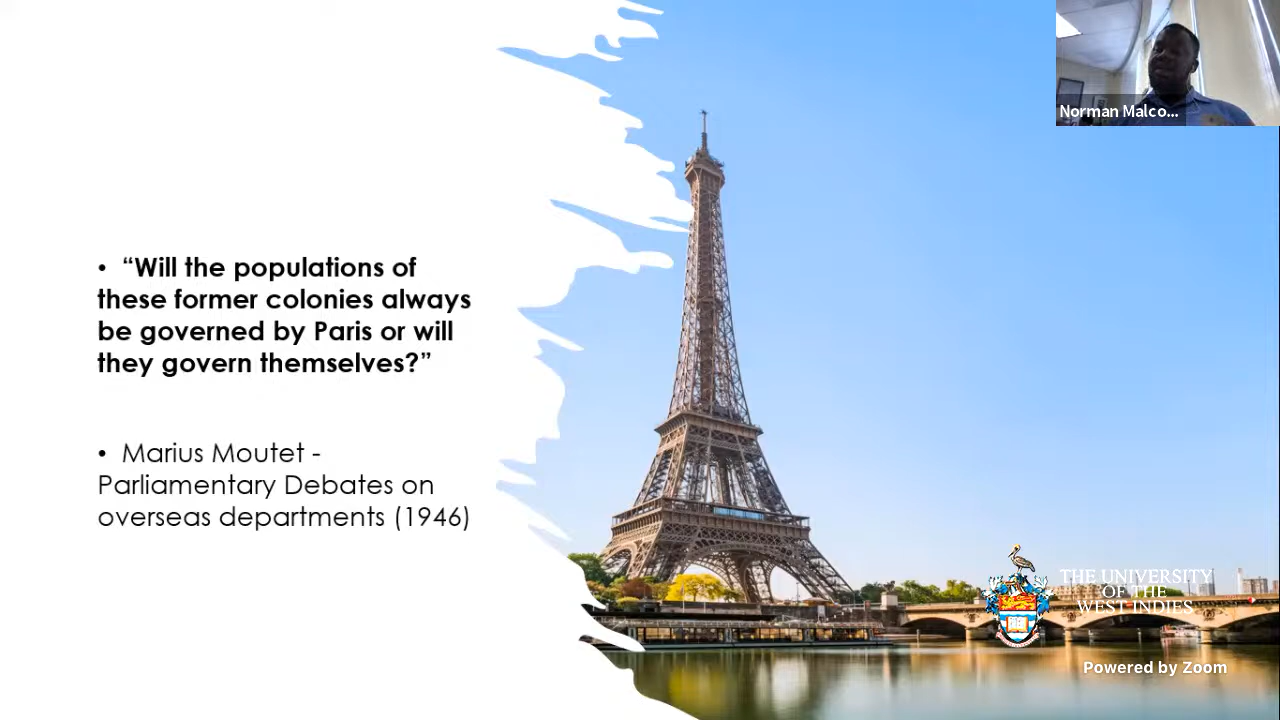 Norman Malco...
• “Will the populations of
these former colonies always
be governed by Paris or will
they govern themselves?”
• Marius Moutet -
Parliamentary Debates on
overseas departments (1946)
THE UNIVERSITY
OF THE
WEST INDIES
Powered by Zoom